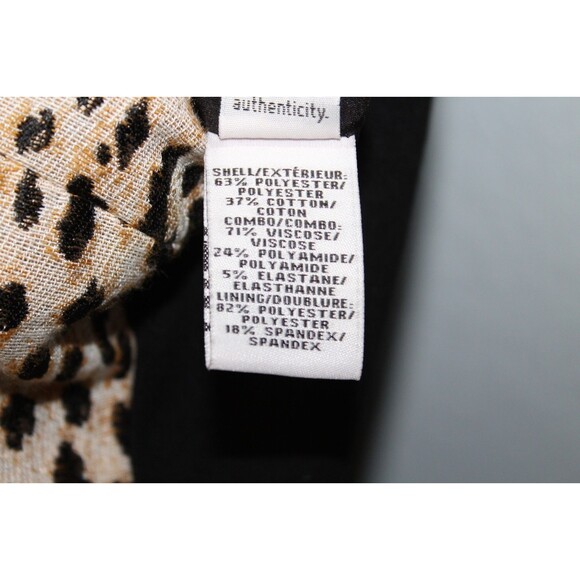 authenticity.
SHELL/EXTÉRIEUR:
63% POLYESTER/
POLYESTER
37% COTTON/
COTON
COMBO/COMBO:
71% VISCOSE/
VISCOSE
24% POLYAMIDE/
POLYAMIDE
5% ELASTANE/
ELASTHANNE
LINING/DOUBLURE:
82% POLYESTER/
POLYESTER
18% SPANDEX/
SPANDEX